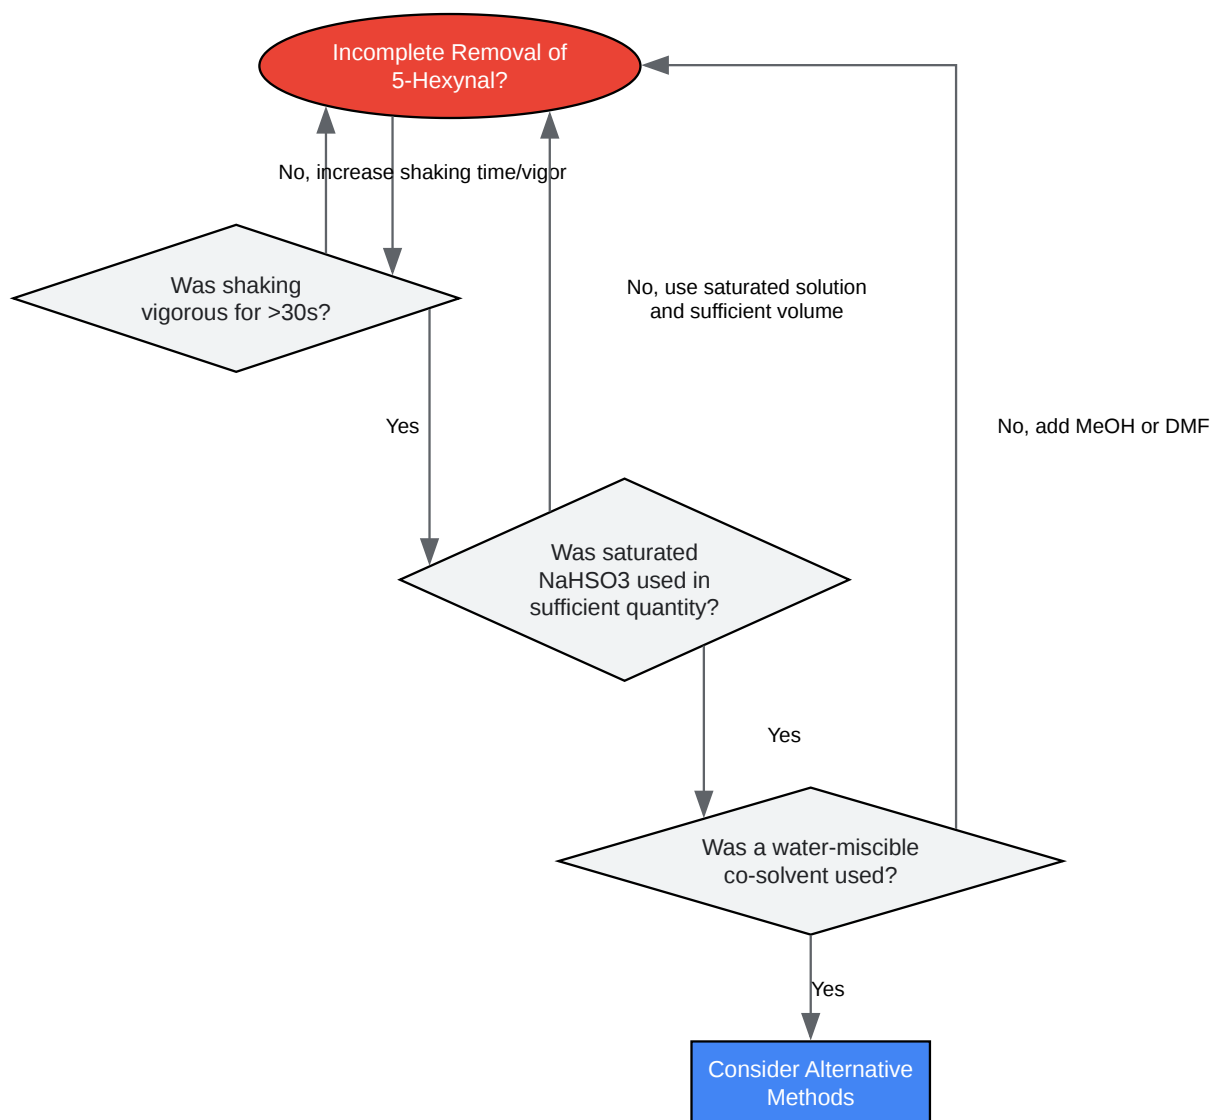 Incomplete Removal of
5-Hexynal?
No, increase shaking time/vigor
Was shaking
vigorous for >30s?
No, use saturated solution
and sufficient volume
Yes
No, add MeOH or DMF
Was saturated
NaHSO3 used in
sufficient quantity?
Yes
Was a water-miscible
co-solvent used?
Yes
Consider Alternative
Methods